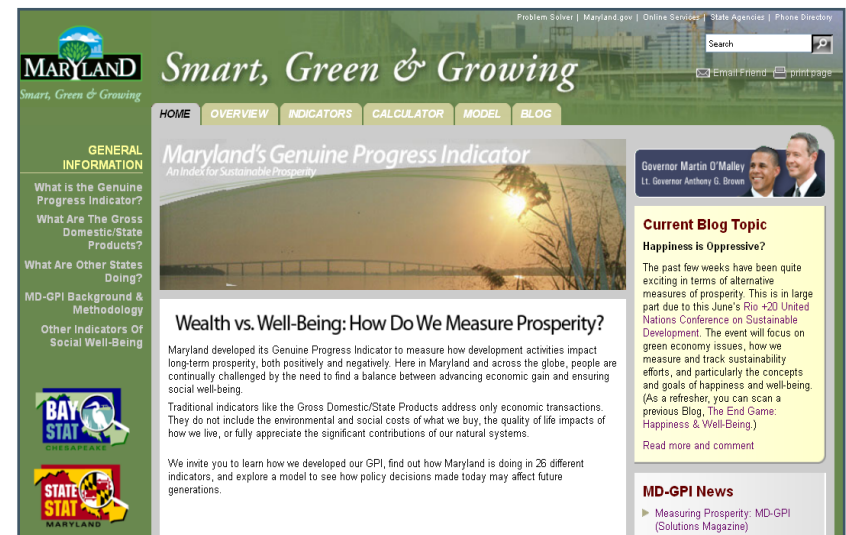 Problem Solver | Maryland.gov | Online Services | State Agencies | Phone Directory
Search
Email Friend print page
MARYLAND
Smart, Green & Growing
Smart, Green & Growing
HOME OVERVIEW INDICATORS CALCULATOR MODEL BLOG
GENERAL
INFORMATION
What is the Genuine
Progress Indicator?
What Are The Gross
Domestic/State
Products?
What Are Other States
Doing?
MD-GPI Background &
Methodology
Other Indicators Of
Social Well-Being
BAY
STAT
CHESAPEAKE
STATE
STAT
MARYLAND
Maryland's Genuine Progress Indicator
An Index for Sustainable Prosperity
Wealth vs. Well-Being: How Do We Measure Prosperity?
Maryland developed its Genuine Progress Indicator to measure how development activities impact
long-term prosperity, both positively and negatively. Here in Maryland and across the globe, people are
continually challenged by the need to find a balance between advancing economic gain and ensuring
social well-being.
Traditional indicators like the Gross Domestic/State Products address only economic transactions.
They do not include the environmental and social costs of what we buy, the quality of life impacts of
how we live, or fully appreciate the significant contributions of our natural systems.
We invite you to learn how we developed our GPI, find out how Maryland is doing in 26 different
indicators, and explore a model to see how policy decisions made today may affect future
generations.
Governor Martin O'Malley
Lt. Governor Anthony G. Brown
Current Blog Topic
Happiness is Oppressive?
The past few weeks have been quite
exciting in terms of alternative
measures of prosperity. This is in large
part due to this June's Rio +20 United
Nations Conference on Sustainable
Development. The event will focus on
green economy issues, how we
measure and track sustainability
efforts, and particularly the concepts
and goals of happiness and well-being.
(As a refresher, you can scan a
previous Blog, The End Game:
Happiness & Well-Being.)
Read more and comment
MD-GPI News
Measuring Prosperity: MD-GPI
(Solutions Magazine)